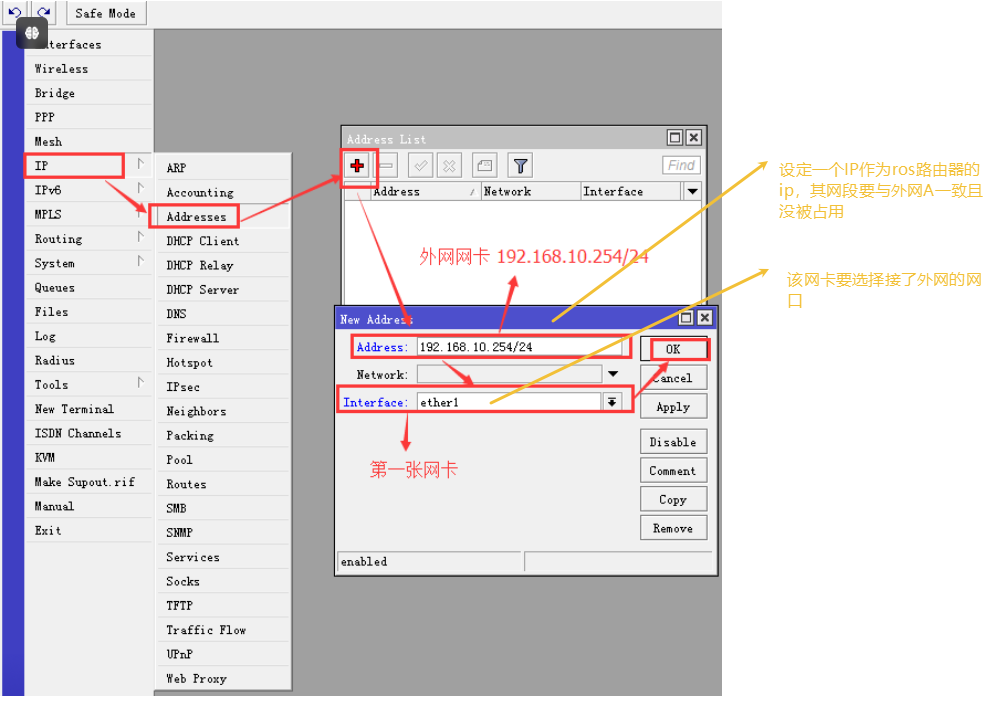 Safe Mode
Interfaces
Wireless
Bridge
PPP
Mesh
IP
IPv6
MPLS
Routing
System
Queues
Files
Log
Radius
Tools
New Terminal
ISDN Channels
KVM
Make Supout.rif
Manual
Exit
ARP
Accounting
Addresses
DHCP Client
DHCP Relay
DHCP Server
DNS
Firewall
Hotspot
IPsec
Neighbors
Packing
Pool
Routes
SMB
SNMP
Services
Socks
TFTP
Traffic Flow
UPnP
Web Proxy
Address List
Find
Address / Network Interface
外网网卡 192.168.10.254/24
New Address
Address: 192.168.10.254/24
Network:
Interface: ether1
第一张网卡
OK
Cancel
Apply
Disable
Comment
Copy
Remove
enabled
设定一个IP作为ros路由器的
ip，其网段要与外网A一致且
没被占用
该网卡要选择接了外网的网
口